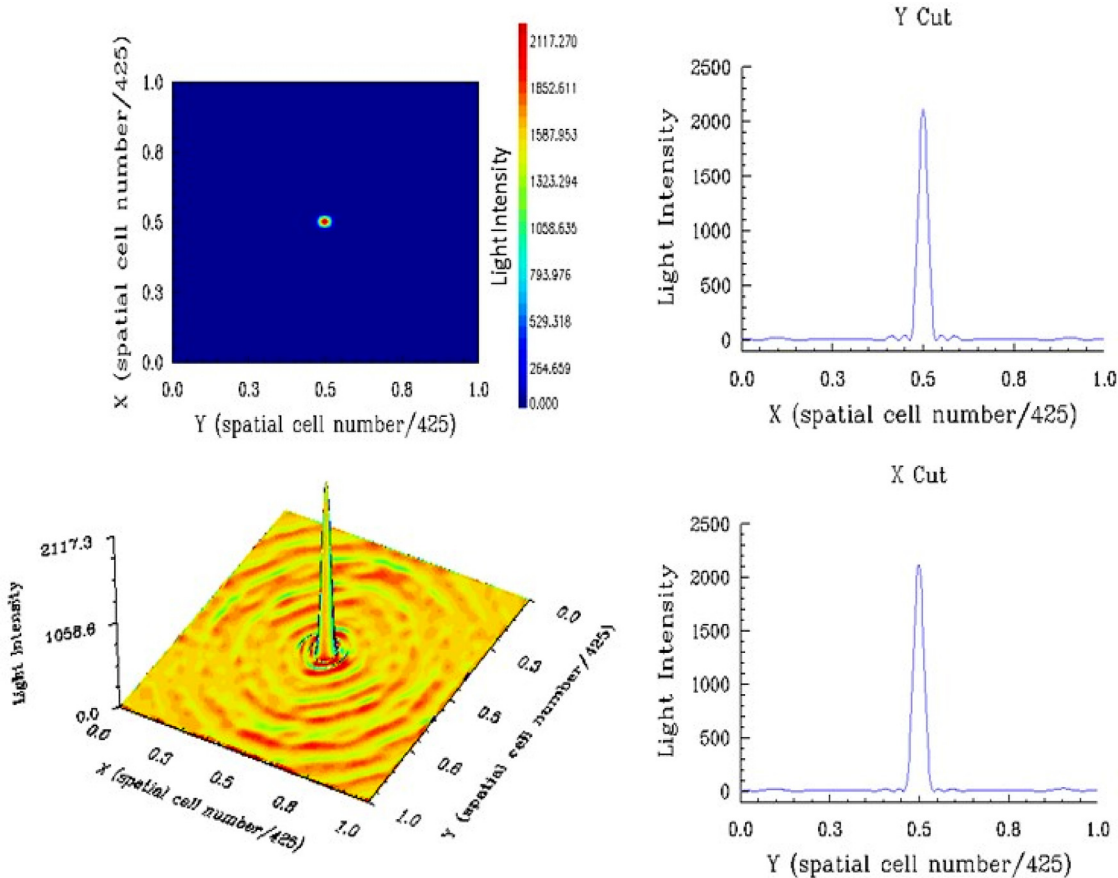 2117.270
1852.611
1587.953
1323.294
1058.635
793.976
529.318
264.659
0.000
Light Intensity
1.0
0.8
0.5
0.3
0.0
X (spatial cell number/425)
0.0 0.3 0.5 0.8 1.0
Y (spatial cell number/425)
Y Cut
2500
2000
1500
1000
500
0
Light Intensity
0.0 0.3 0.5 0.8 1.0
X (spatial cell number/425)
2117.3
1058.6
0.0
Light Intensity
0.0 0.3 0.5 0.8 1.0
X (spatial cell number/425)
0.0
0.3
0.5
0.8
1.0
Y (spatial cell number/425)
X Cut
2500
2000
1500
1000
500
0
Light Intensity
0.0 0.3 0.5 0.8 1.0
Y (spatial cell number/425)